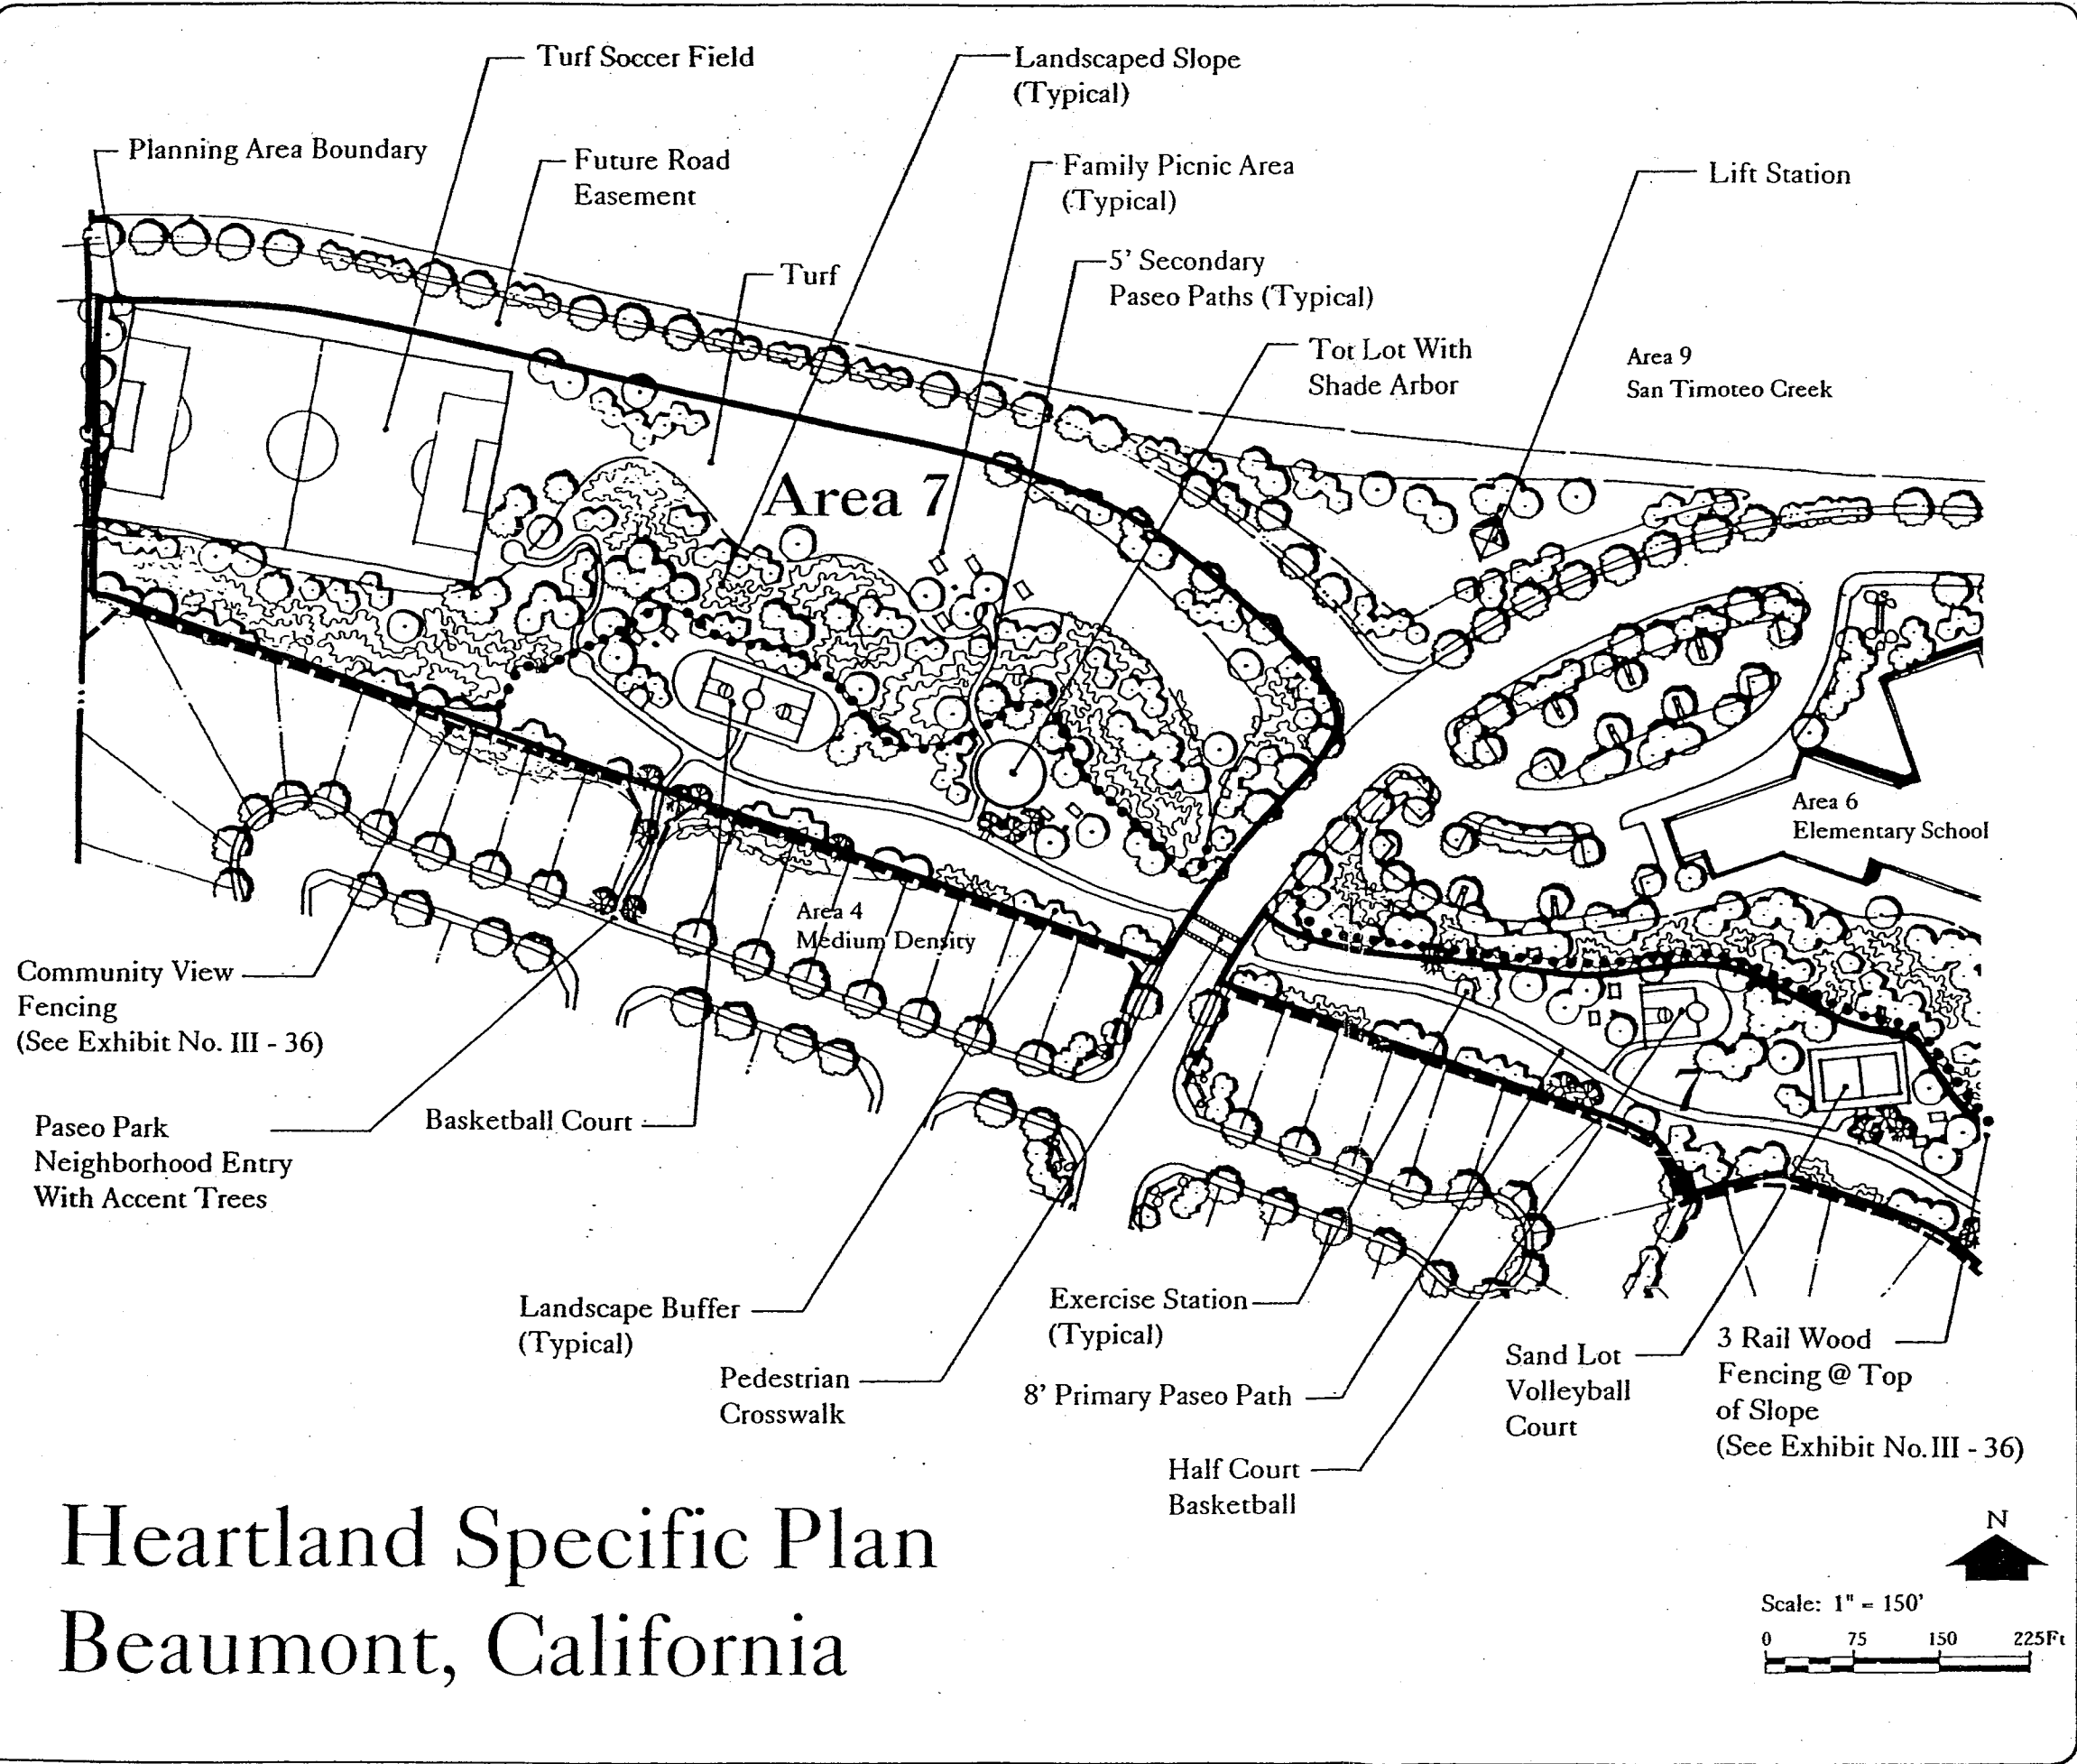 Turf Soccer Field
Landscaped Slope
(Typical)
Planning Area Boundary
Future Road
Easement
Family Picnic Area
(Typical)
Lift Station
Turf
5' Secondary
Paseo Paths (Typical)
Tot Lot With
Shade Arbor
Area 9
San Timoteo Creek
Area 7
Area 6
Elementary School
Area 4
Medium Density
Community View
Fencing
(See Exhibit No. III - 36)
Paseo Park
Neighborhood Entry
With Accent Trees
Basketball Court
Landscape Buffer
(Typical)
Pedestrian
Crosswalk
Exercise Station
(Typical)
8' Primary Paseo Path
Half Court
Basketball
Sand Lot
Volleyball
Court
3 Rail Wood
Fencing @ Top
of Slope
(See Exhibit No. III - 36)
Heartland Specific Plan
Beaumont, California
N
Scale: 1" = 150'
0 75 150 225Ft